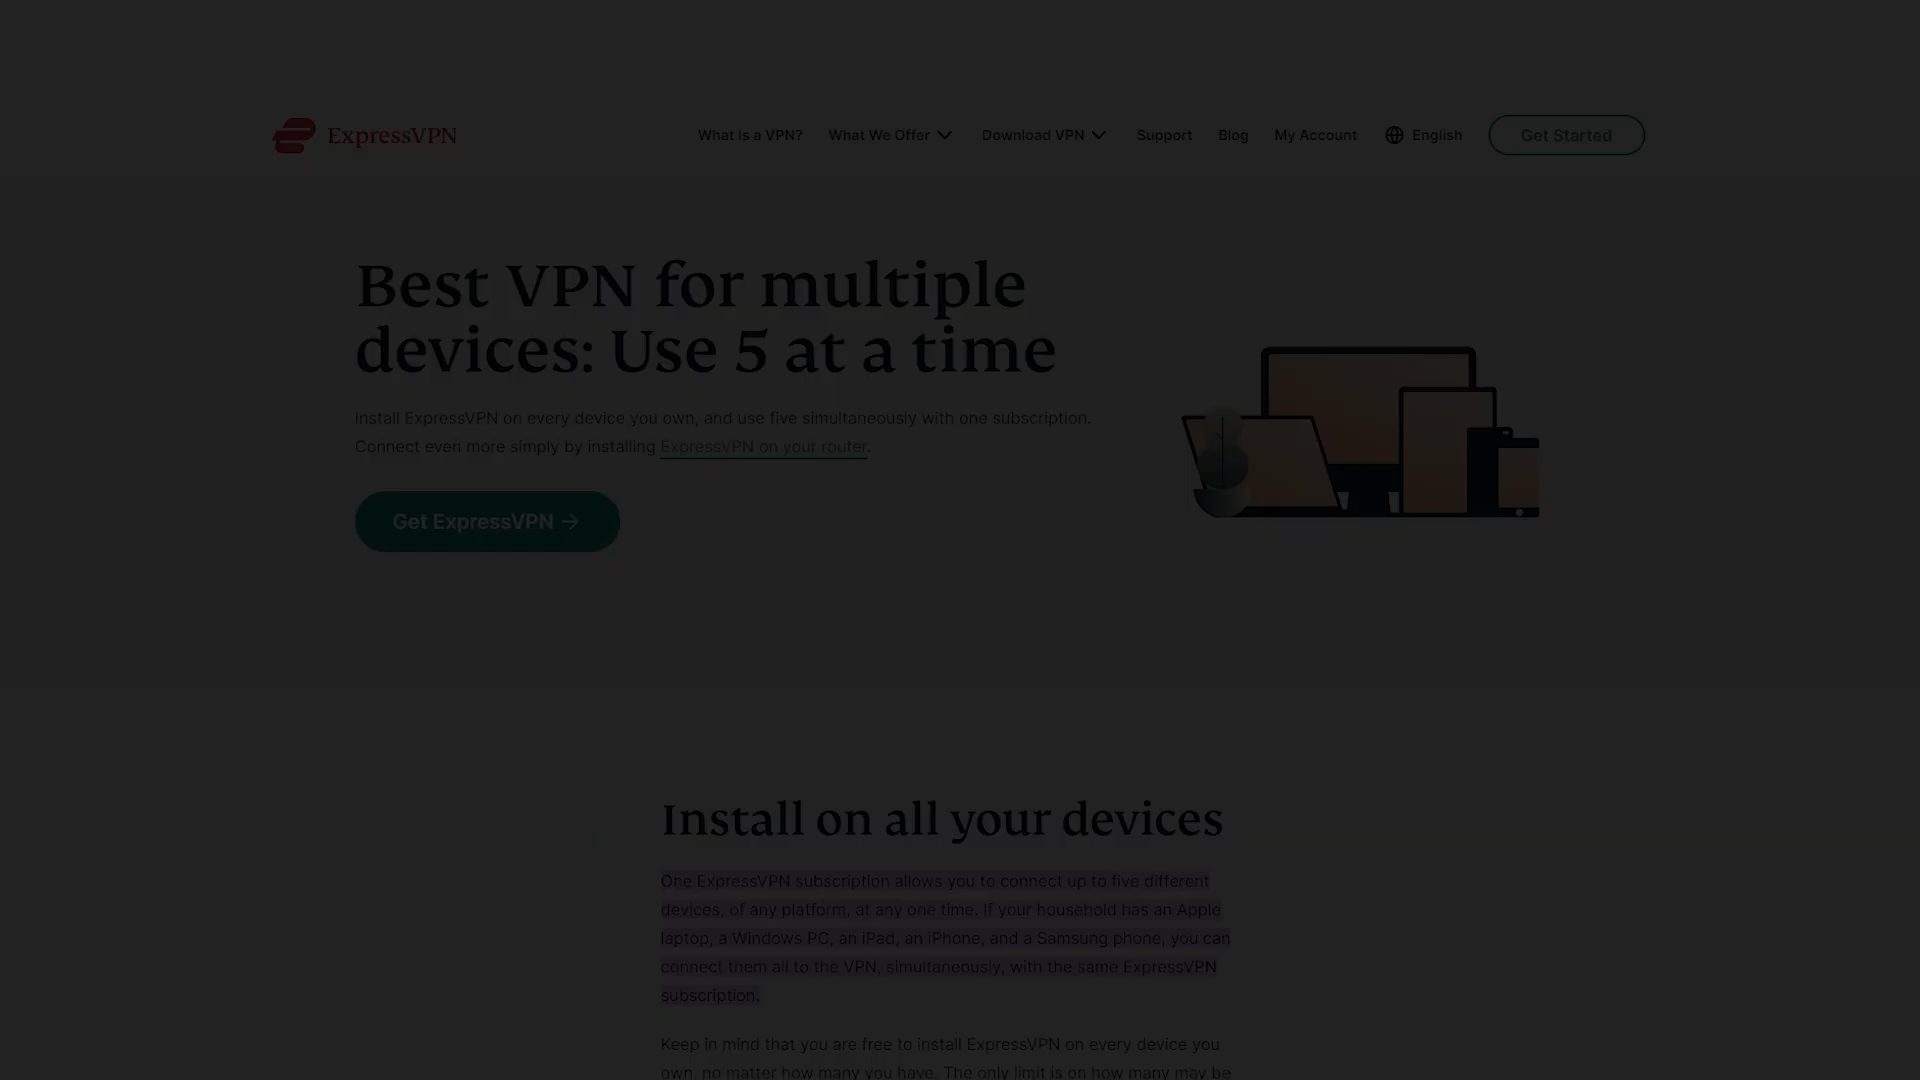 ExpressVPN
What Is a VPN?
What We Offer
Download VPN
Support
Blog
My Account
English
Get Started
Best VPN for multiple
devices: Use 5 at a time
Install ExpressVPN on every device you own, and use five simultaneously with one subscription.
Connect even more simply by installing ExpressVPN on your router.
Get ExpressVPN →
Install on all your devices
One ExpressVPN subscription allows you to connect up to five different
devices, of any platform, at any one time. If your household has an Apple
laptop, a Windows PC, an iPad, an iPhone, and a Samsung phone, you can
connect them all to the VPN, simultaneously, with the same ExpressVPN
subscription.
Keep in mind that you are free to install ExpressVPN on every device you
own, no matter how many you have. The only limit is on how many may be